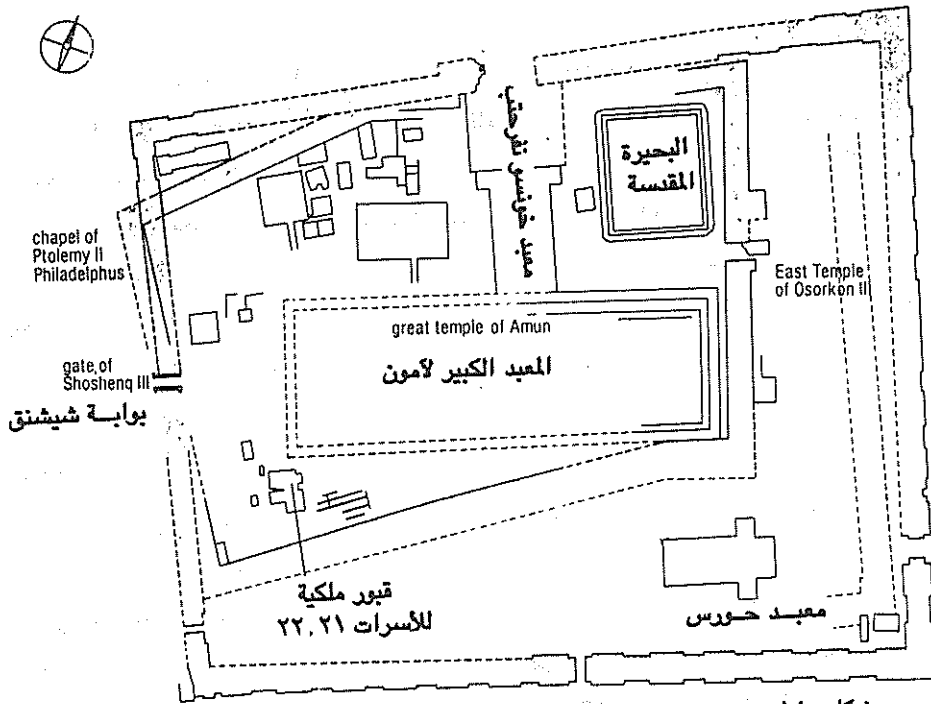 معبد خونسو نفرحتب
البحيرة
المقدسة
chapel of
Ptolemy II
Philadelphus
East Temple
of Osorkon II
great temple of Amun
المعبد الكبير لآمون
gate of
Shoshenq III
بوابة شيشنق
قبور ملكية
للأسرات ٢٢،٢١
معبد حورس